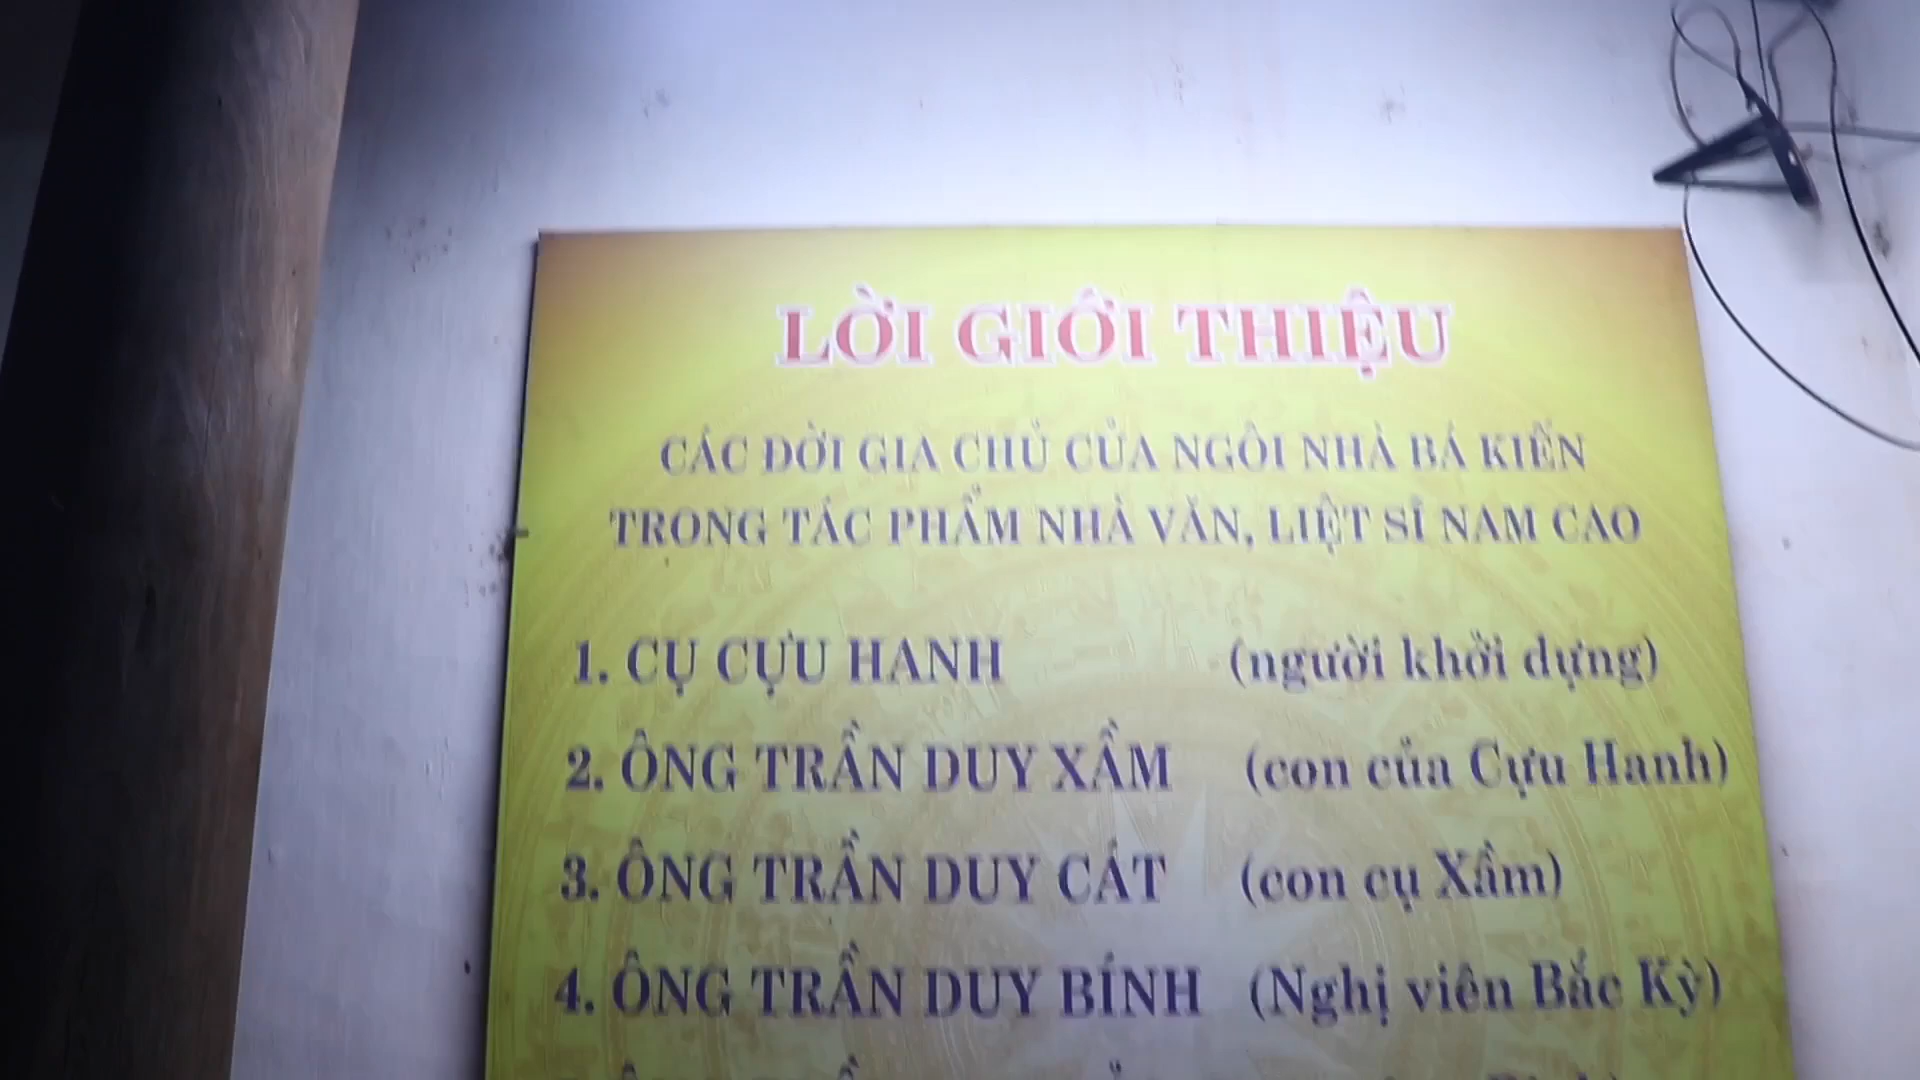 LỜI GIỚI THIỆU
CÁC ĐỜI GIA CHỦ CỦA NGÔI NHÀ BÁ KIẾN
TRONG TÁC PHẨM NHÀ VĂN, LIỆT SĨ NAM CAO
1. CỤ CỰU HANH (người khởi dựng)
2. ÔNG TRẦN DUY XẦM (con của Cựu Hanh)
3. ÔNG TRẦN DUY CÁT (con cụ Xầm)
4. ÔNG TRẦN DUY BÍNH (Nghị viên Bắc Kỳ)